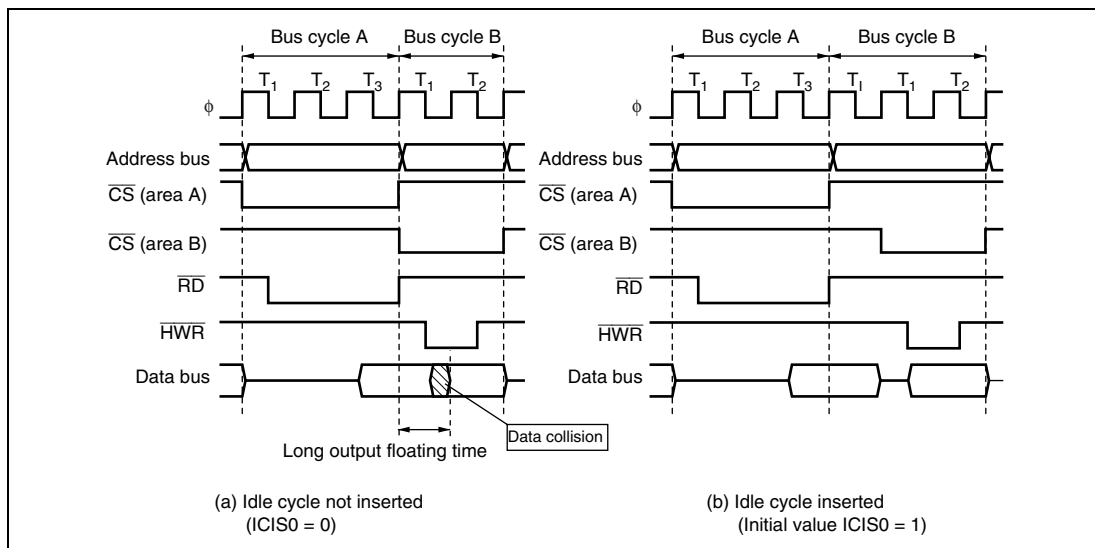 Bus cycle A Bus cycle B
T1 T2 T3 T1 T2
φ
Address bus
CS (area A)
CS (area B)
RD
HWR
Data bus
Data collision
Long output floating time
(a) Idle cycle not inserted
(ICIS0 = 0)
Bus cycle A Bus cycle B
T1 T2 T3 TI T1 T2
φ
Address bus
CS (area A)
CS (area B)
RD
HWR
Data bus
(b) Idle cycle inserted
(Initial value ICIS0 = 1)